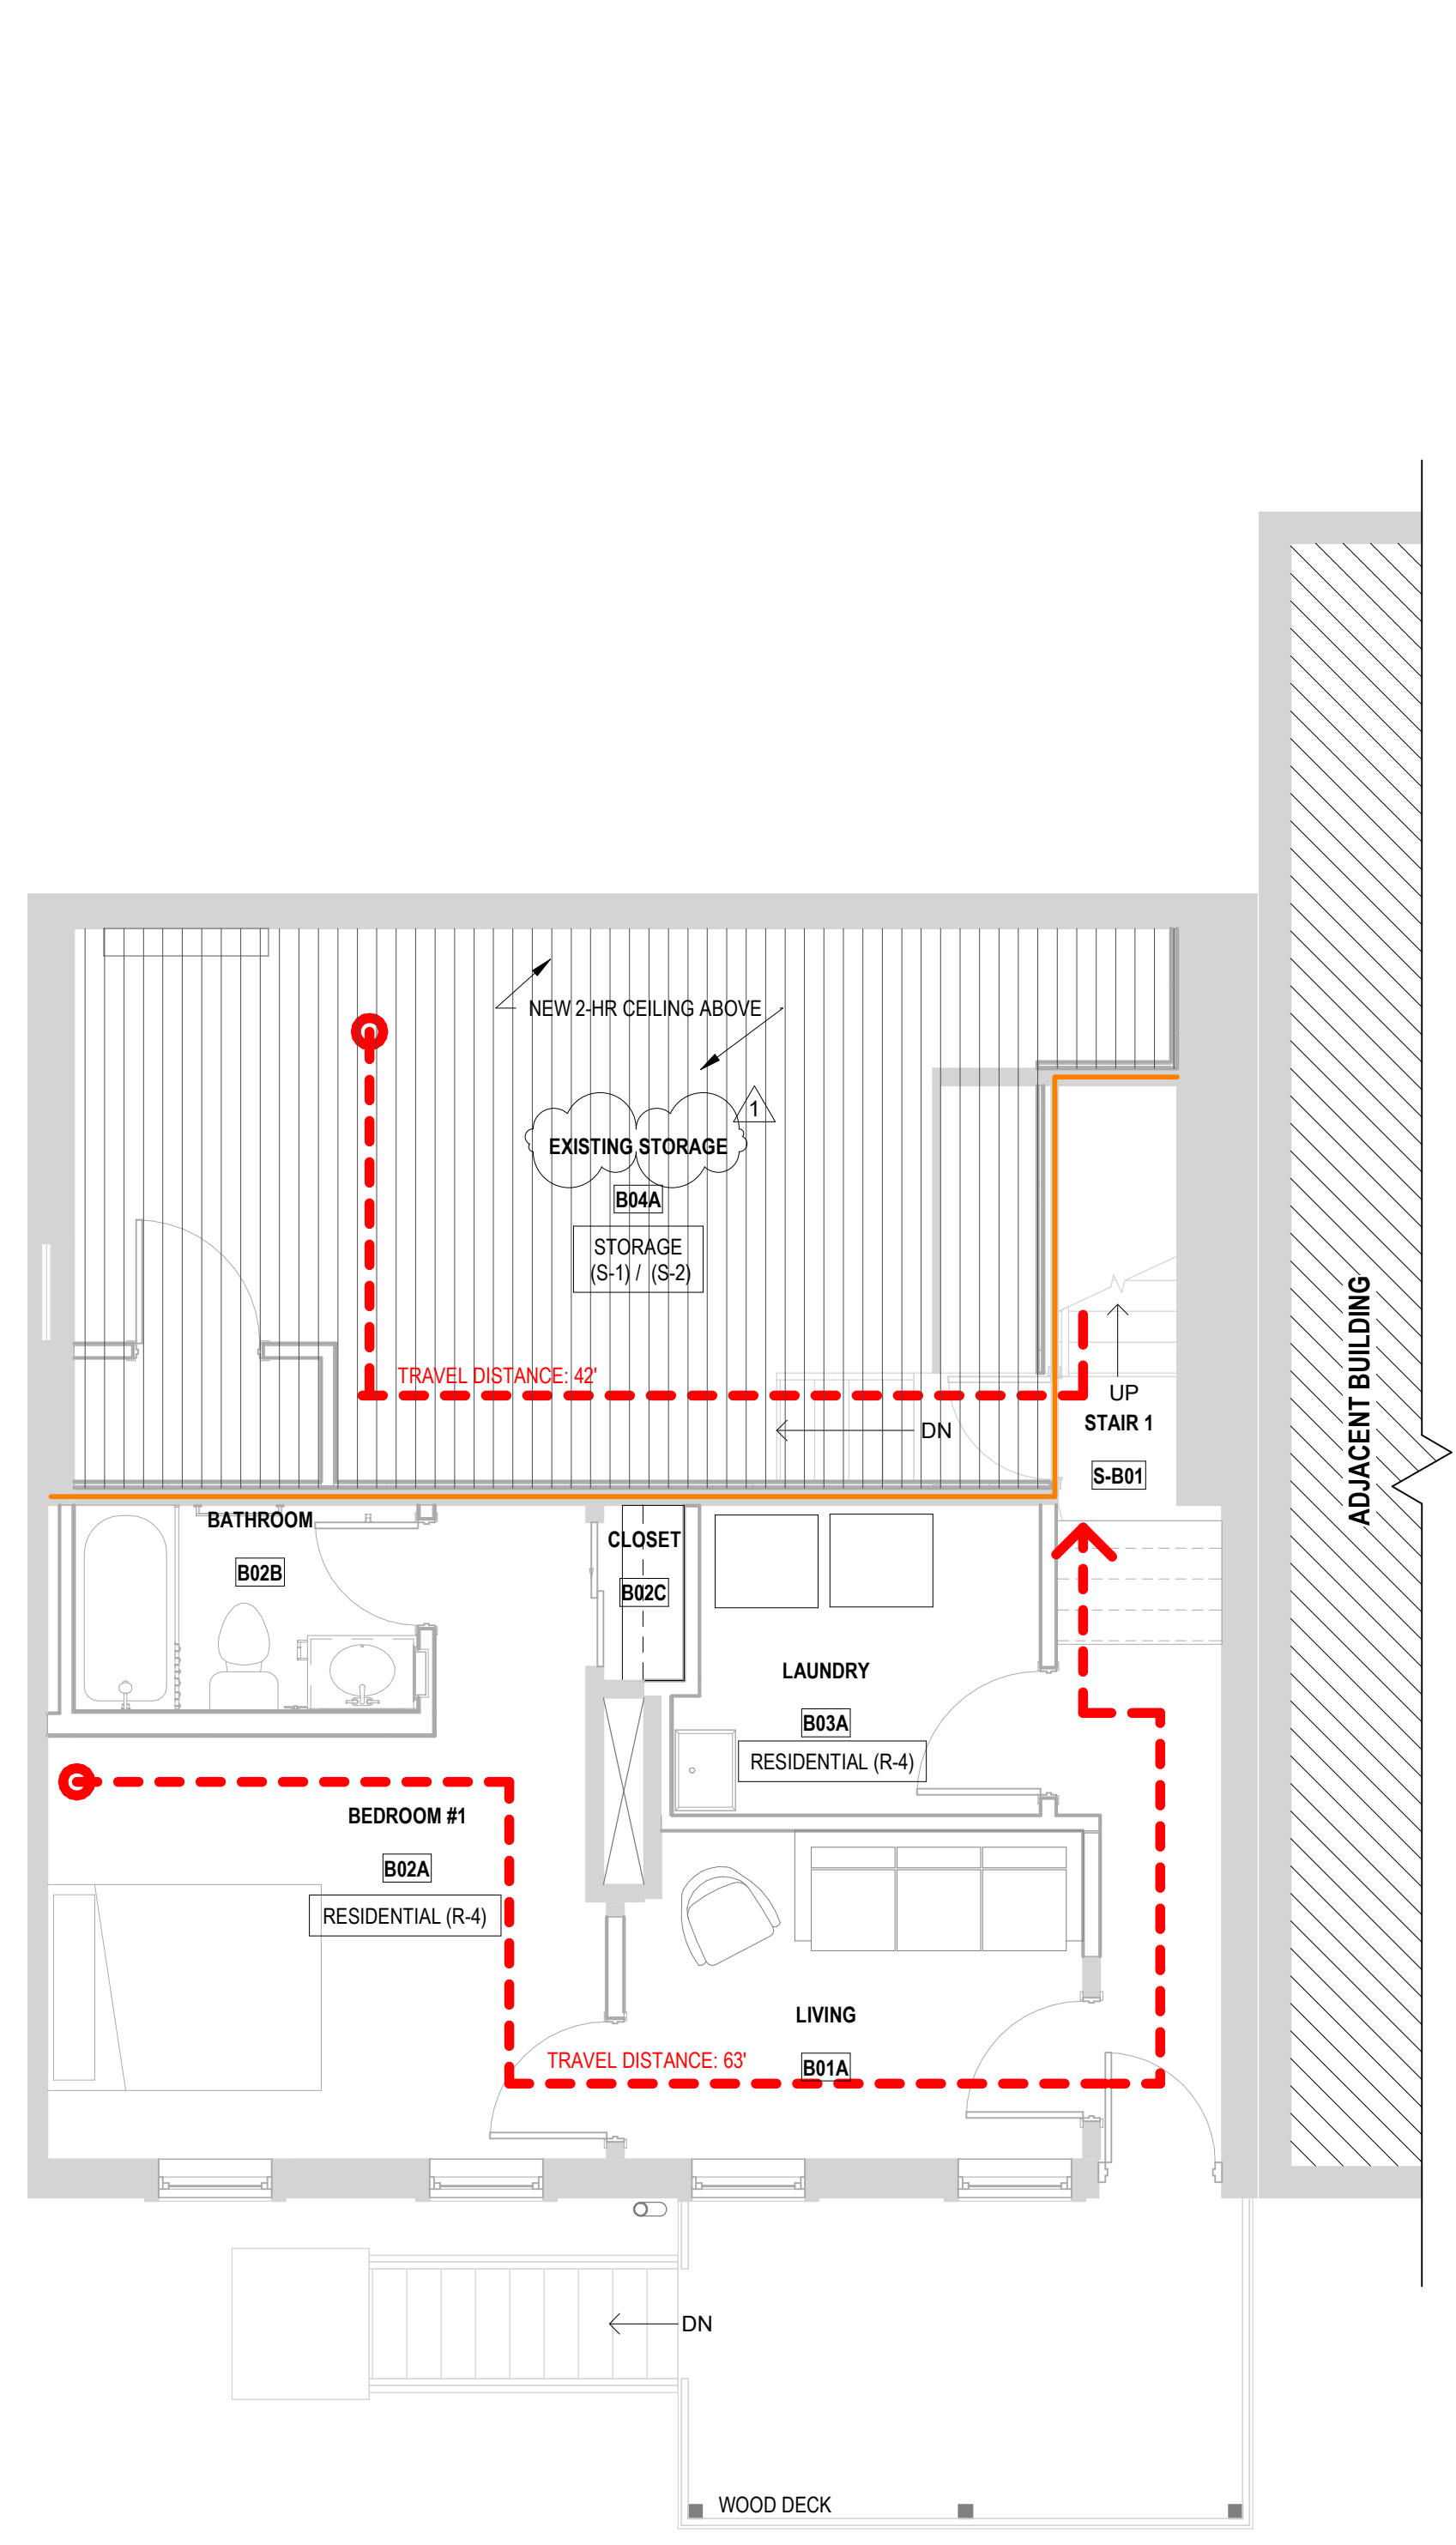 NEW 2-HR CEILING ABOVE
1
EXISTING STORAGE
B04A
STORAGE
(S-1) / (S-2)
TRAVEL DISTANCE: 42'
UP
DN
STAIR 1
S-B01
ADJACENT BUILDING
BATHROOM
B02B
CLOSET
B02C
LAUNDRY
B03A
RESIDENTIAL (R-4)
BEDROOM #1
B02A
RESIDENTIAL (R-4)
LIVING
B01A
TRAVEL DISTANCE: 63'
DN
WOOD DECK